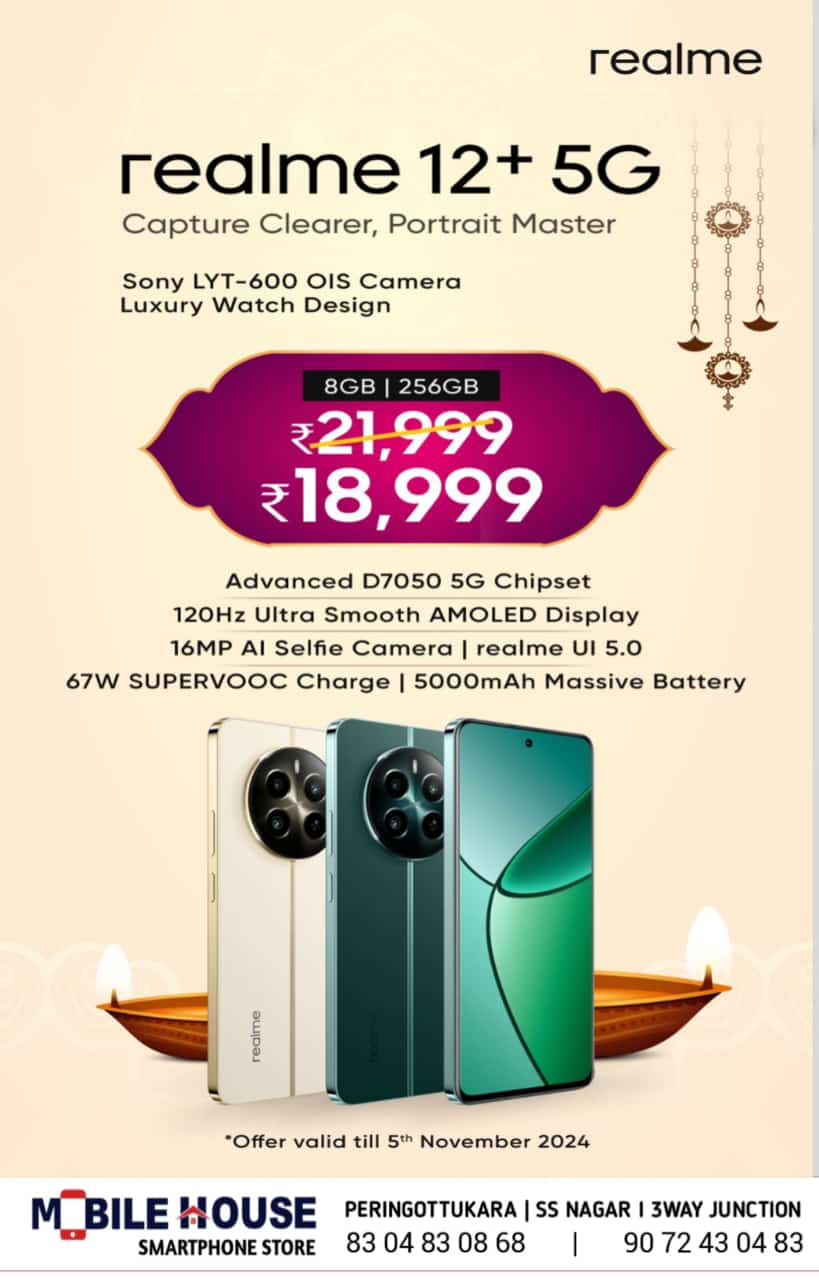 realme
realme 12+ 5G
Capture Clearer, Portrait Master
Sony LYT-600 OIS Camera
Luxury Watch Design
8GB | 256GB
₹21,999
₹18,999
Advanced D7050 5G Chipset
120Hz Ultra Smooth AMOLED Display
16MP AI Selfie Camera | realme UI 5.0
67W SUPERVOOC Charge | 5000mAh Massive Battery
realme
realme
*Offer valid till 5th November 2024
MOBILE HOUSE
SMARTPHONE STORE
PERINGOTTUKARA | SS NAGAR I 3WAY JUNCTION
83 04 83 08 68 | 90 72 43 04 83